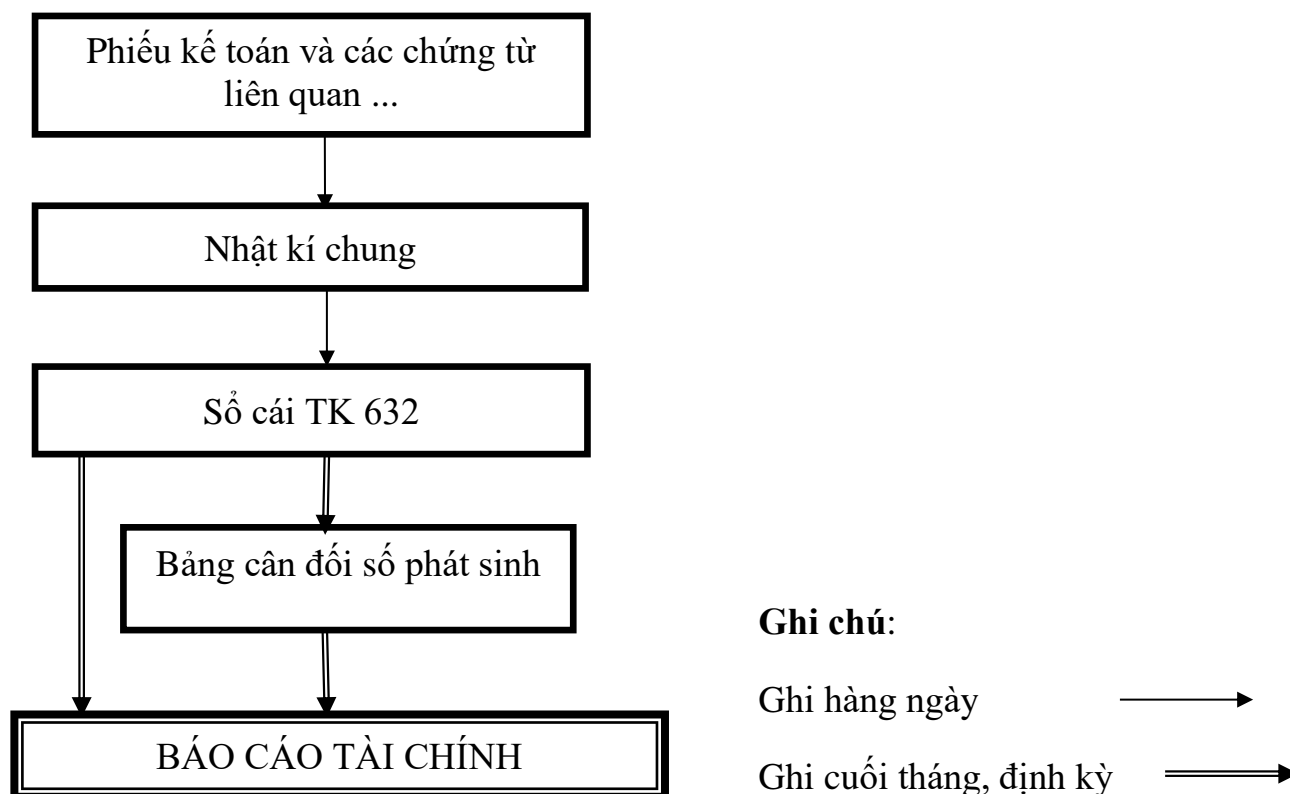 Phiếu kế toán và các chứng từ
liên quan ...
Nhật kí chung
Sổ cái TK 632
Bảng cân đối số phát sinh
BÁO CÁO TÀI CHÍNH
Ghi chú:
Ghi hàng ngày
Ghi cuối tháng, định kỳ